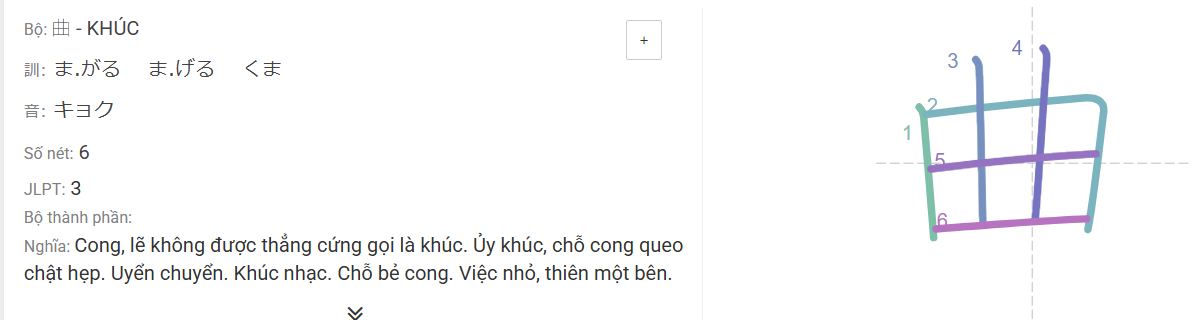 Bộ: 曲 - KHÚC
+
訓: ま.がる ま.げる くま
音: キョク
Số nét: 6
JLPT: 3
Bộ thành phần:
Nghĩa: Cong, lẽ không được thẳng cứng gọi là khúc. Ủy khúc, chỗ cong queo
chật hẹp. Uyển chuyển. Khúc nhạc. Chỗ bẻ cong. Việc nhỏ, thiên một bên.
曲
1
2
3
4
5
6